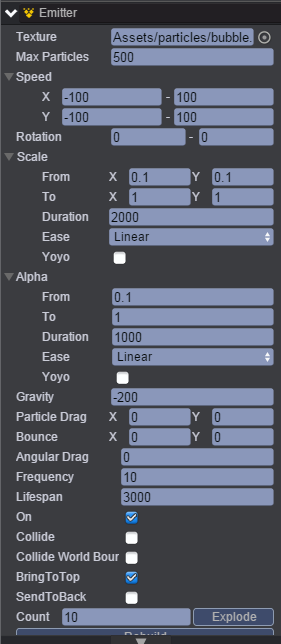 Emitter
Texture Assets/particles/bubble.
Max Particles 500
Speed
X -100 - 100
Y -100 - 100
Rotation 0 - 0
Scale
From X 0.1 Y 0.1
To X 1 Y 1
Duration 2000
Ease Linear
Yoyo
Alpha
From 0.1
To 1
Duration 1000
Ease Linear
Yoyo
Gravity -200
Particle Drag X 0 Y 0
Bounce X 0 Y 0
Angular Drag 0
Frequency 10
Lifespan 3000
On
Collide
Collide World Bour
BringToTop
SendToBack
Count 10 Explode
Rebuild